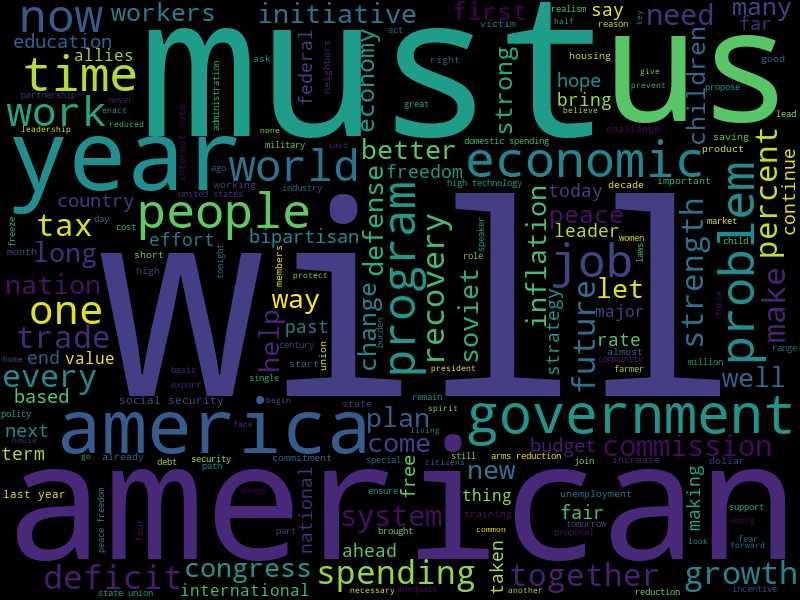 now workers initiative first realism say need many
education allies act victim half reason key far
time must us
partnership never ask neighbors housing good
work enact reduced administration federal economy right great strong hope bring give prevent propose children lead
leadership interest rate none military said believe challenge saving product
year world better domestic spending economic problem percent continue
country ago working freedom high technology today decade important
united states industry defense
tax people effort bipartisan soviet inflation peace leader women market child
freeze day cost month short tonight members role speaker laws
long will program recovery job strength
nation high way protect change let force make
one trade help past union burden strategy major rate future community
value century start president almost farmer million range
home end basic export single
every based social security begin state remain spirit well
america plan government
policy next house already face living come budget commission
term go debt security path commitment special citizens still arms reduction join increase dollar
american
last year know ensure free new thing unemployment national making support
peace freedom four system training fair tomorrow among
part brought common proposal look fear forward
deficit congress ahead spending taken together growth
state union international necessary adequate another reduction incentive